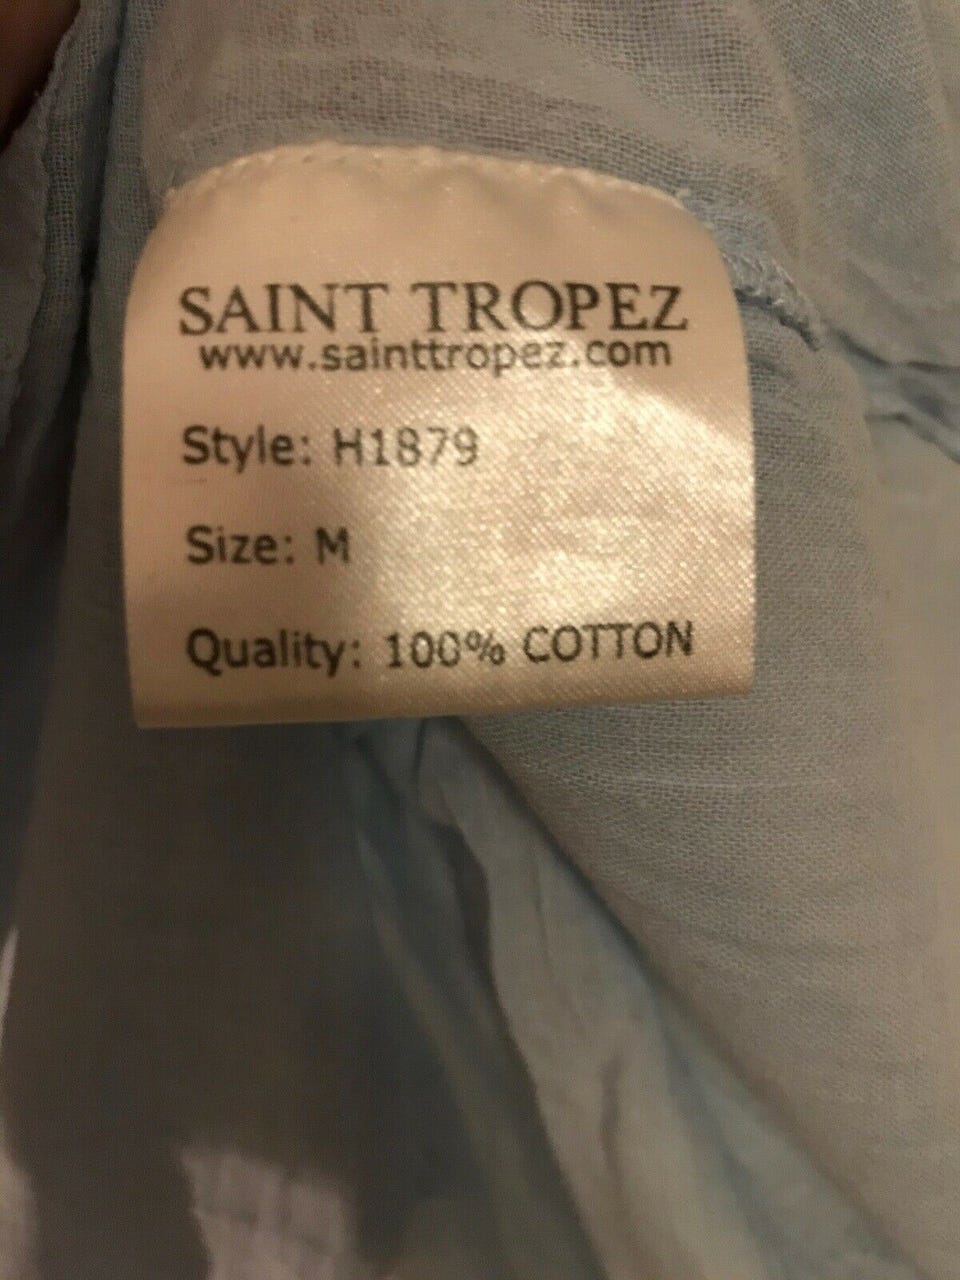 SAINT TROPEZ
www.sainttropez.com
Style: H1879
Size: M
Quality: 100% COTTON